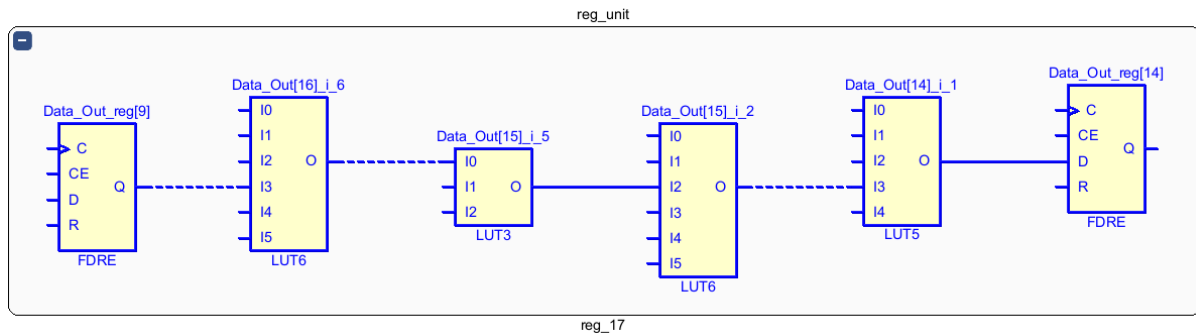 reg_unit
Data_Out_reg[9]
C
CE
D
R
Q
FDRE
Data_Out[16]_i_6
I0
I1
I2
I3
I4
I5
O
LUT6
Data_Out[15]_i_5
I0
I1
I2
O
LUT3
Data_Out[15]_i_2
I0
I1
I2
I3
I4
I5
O
LUT6
Data_Out[14]_i_1
I0
I1
I2
I3
I4
O
LUT5
Data_Out_reg[14]
C
CE
D
R
Q
FDRE
reg_17